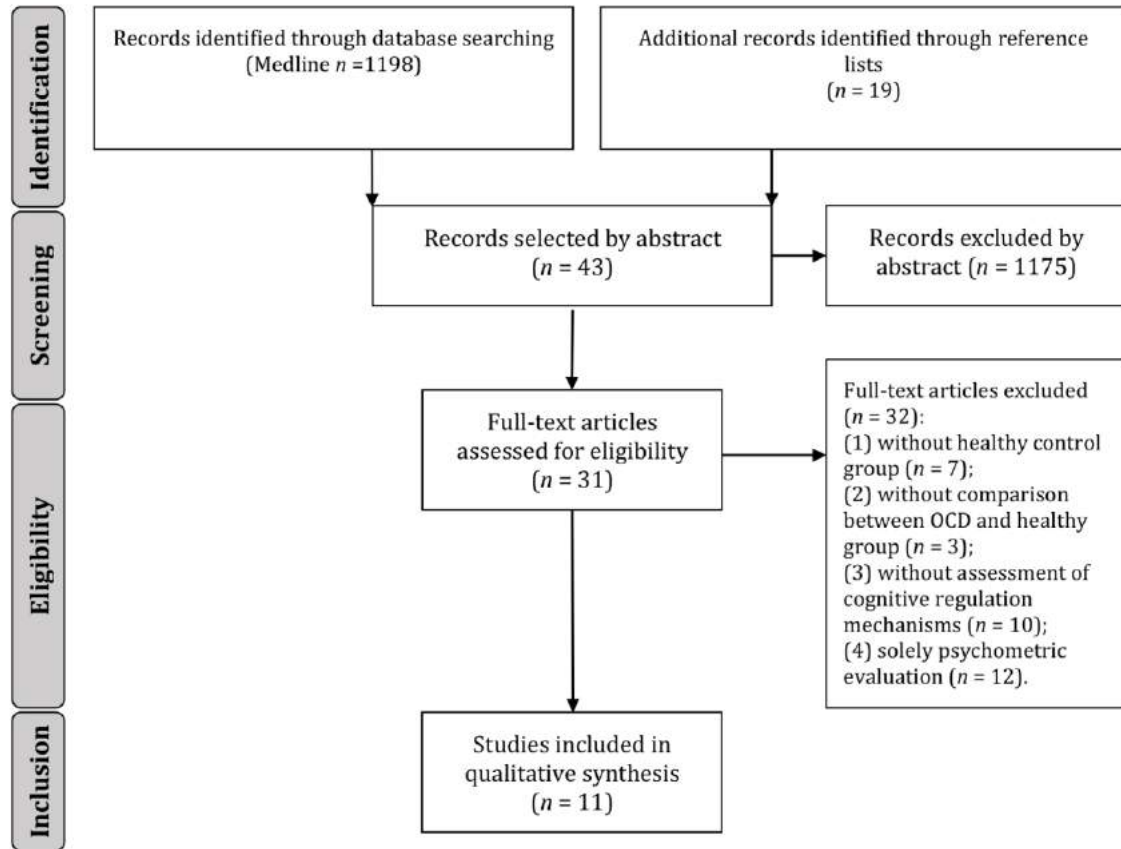 Identification
Records identified through database searching
(Medline n =1198)
Additional records identified through reference
lists
(n = 19)
Screening
Records selected by abstract
(n = 43)
Records excluded by
abstract (n = 1175)
Eligibility
Full-text articles
assessed for eligibility
(n = 31)
Full-text articles excluded
(n = 32):
(1) without healthy control
group (n = 7);
(2) without comparison
between OCD and healthy
group (n = 3);
(3) without assessment of
cognitive regulation
mechanisms (n = 10);
(4) solely psychometric
evaluation (n = 12).
Inclusion
Studies included in
qualitative synthesis
(n = 11)